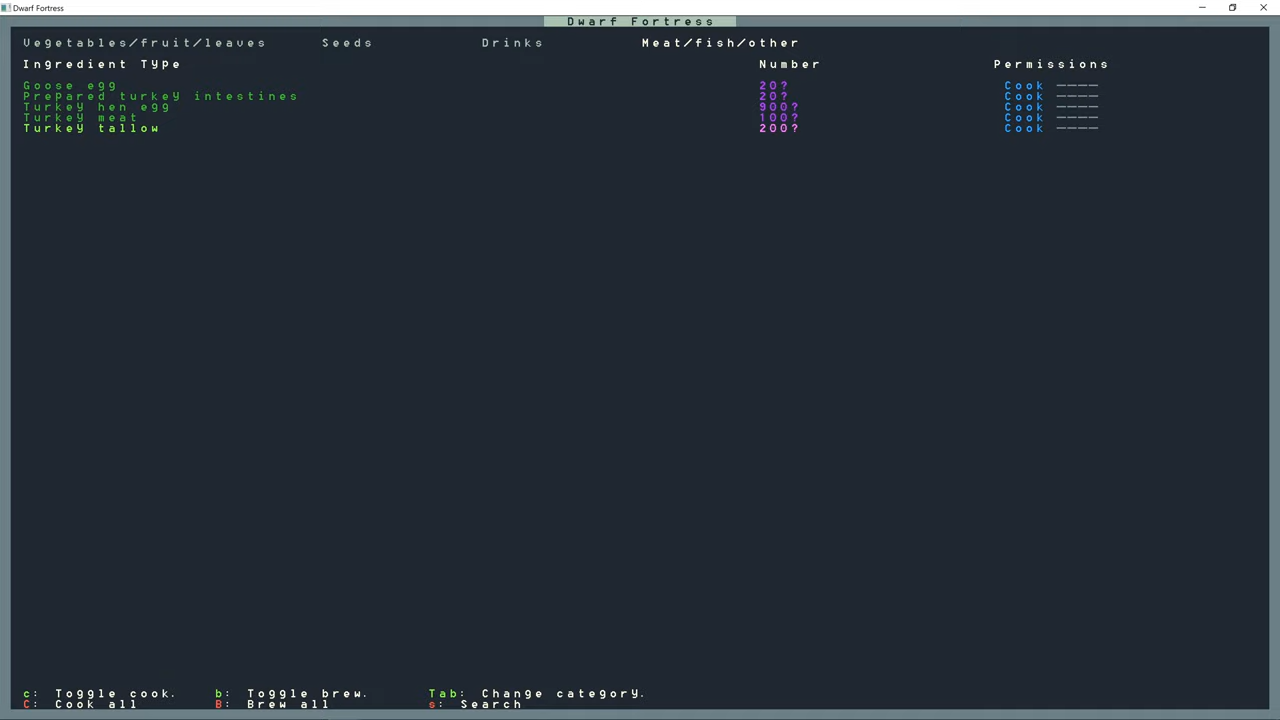 Dwarf Fortress
Dwarf Fortress
Vegetables/fruit/leaves Seeds Drinks Meat/fish/other
Ingredient Type Number Permissions
Goose egg 20? Cook ----
Prepared turkey intestines 20? Cook ----
Turkey hen egg 900? Cook ----
Turkey meat 100? Cook ----
Turkey tallow 200? Cook ----
c: Toggle cook. b: Toggle brew. Tab: Change category.
C: Cook all B: Brew all s: Search